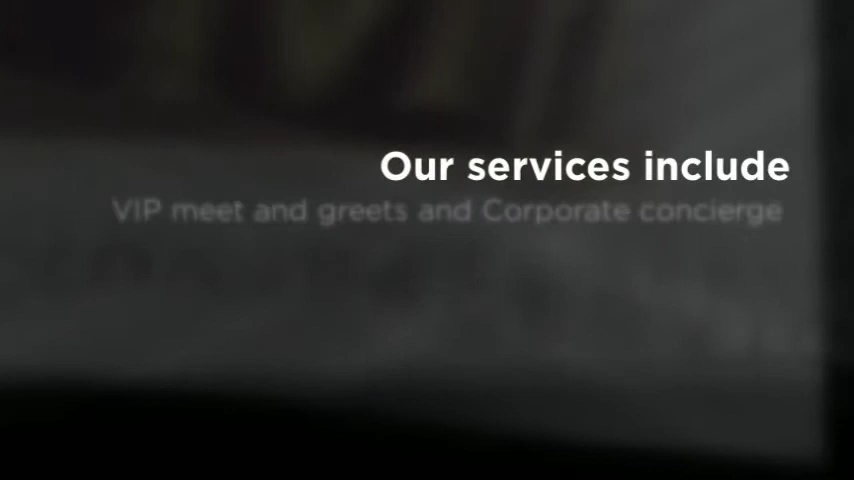 Our services include
VIP meet and greets and Corporate concierge